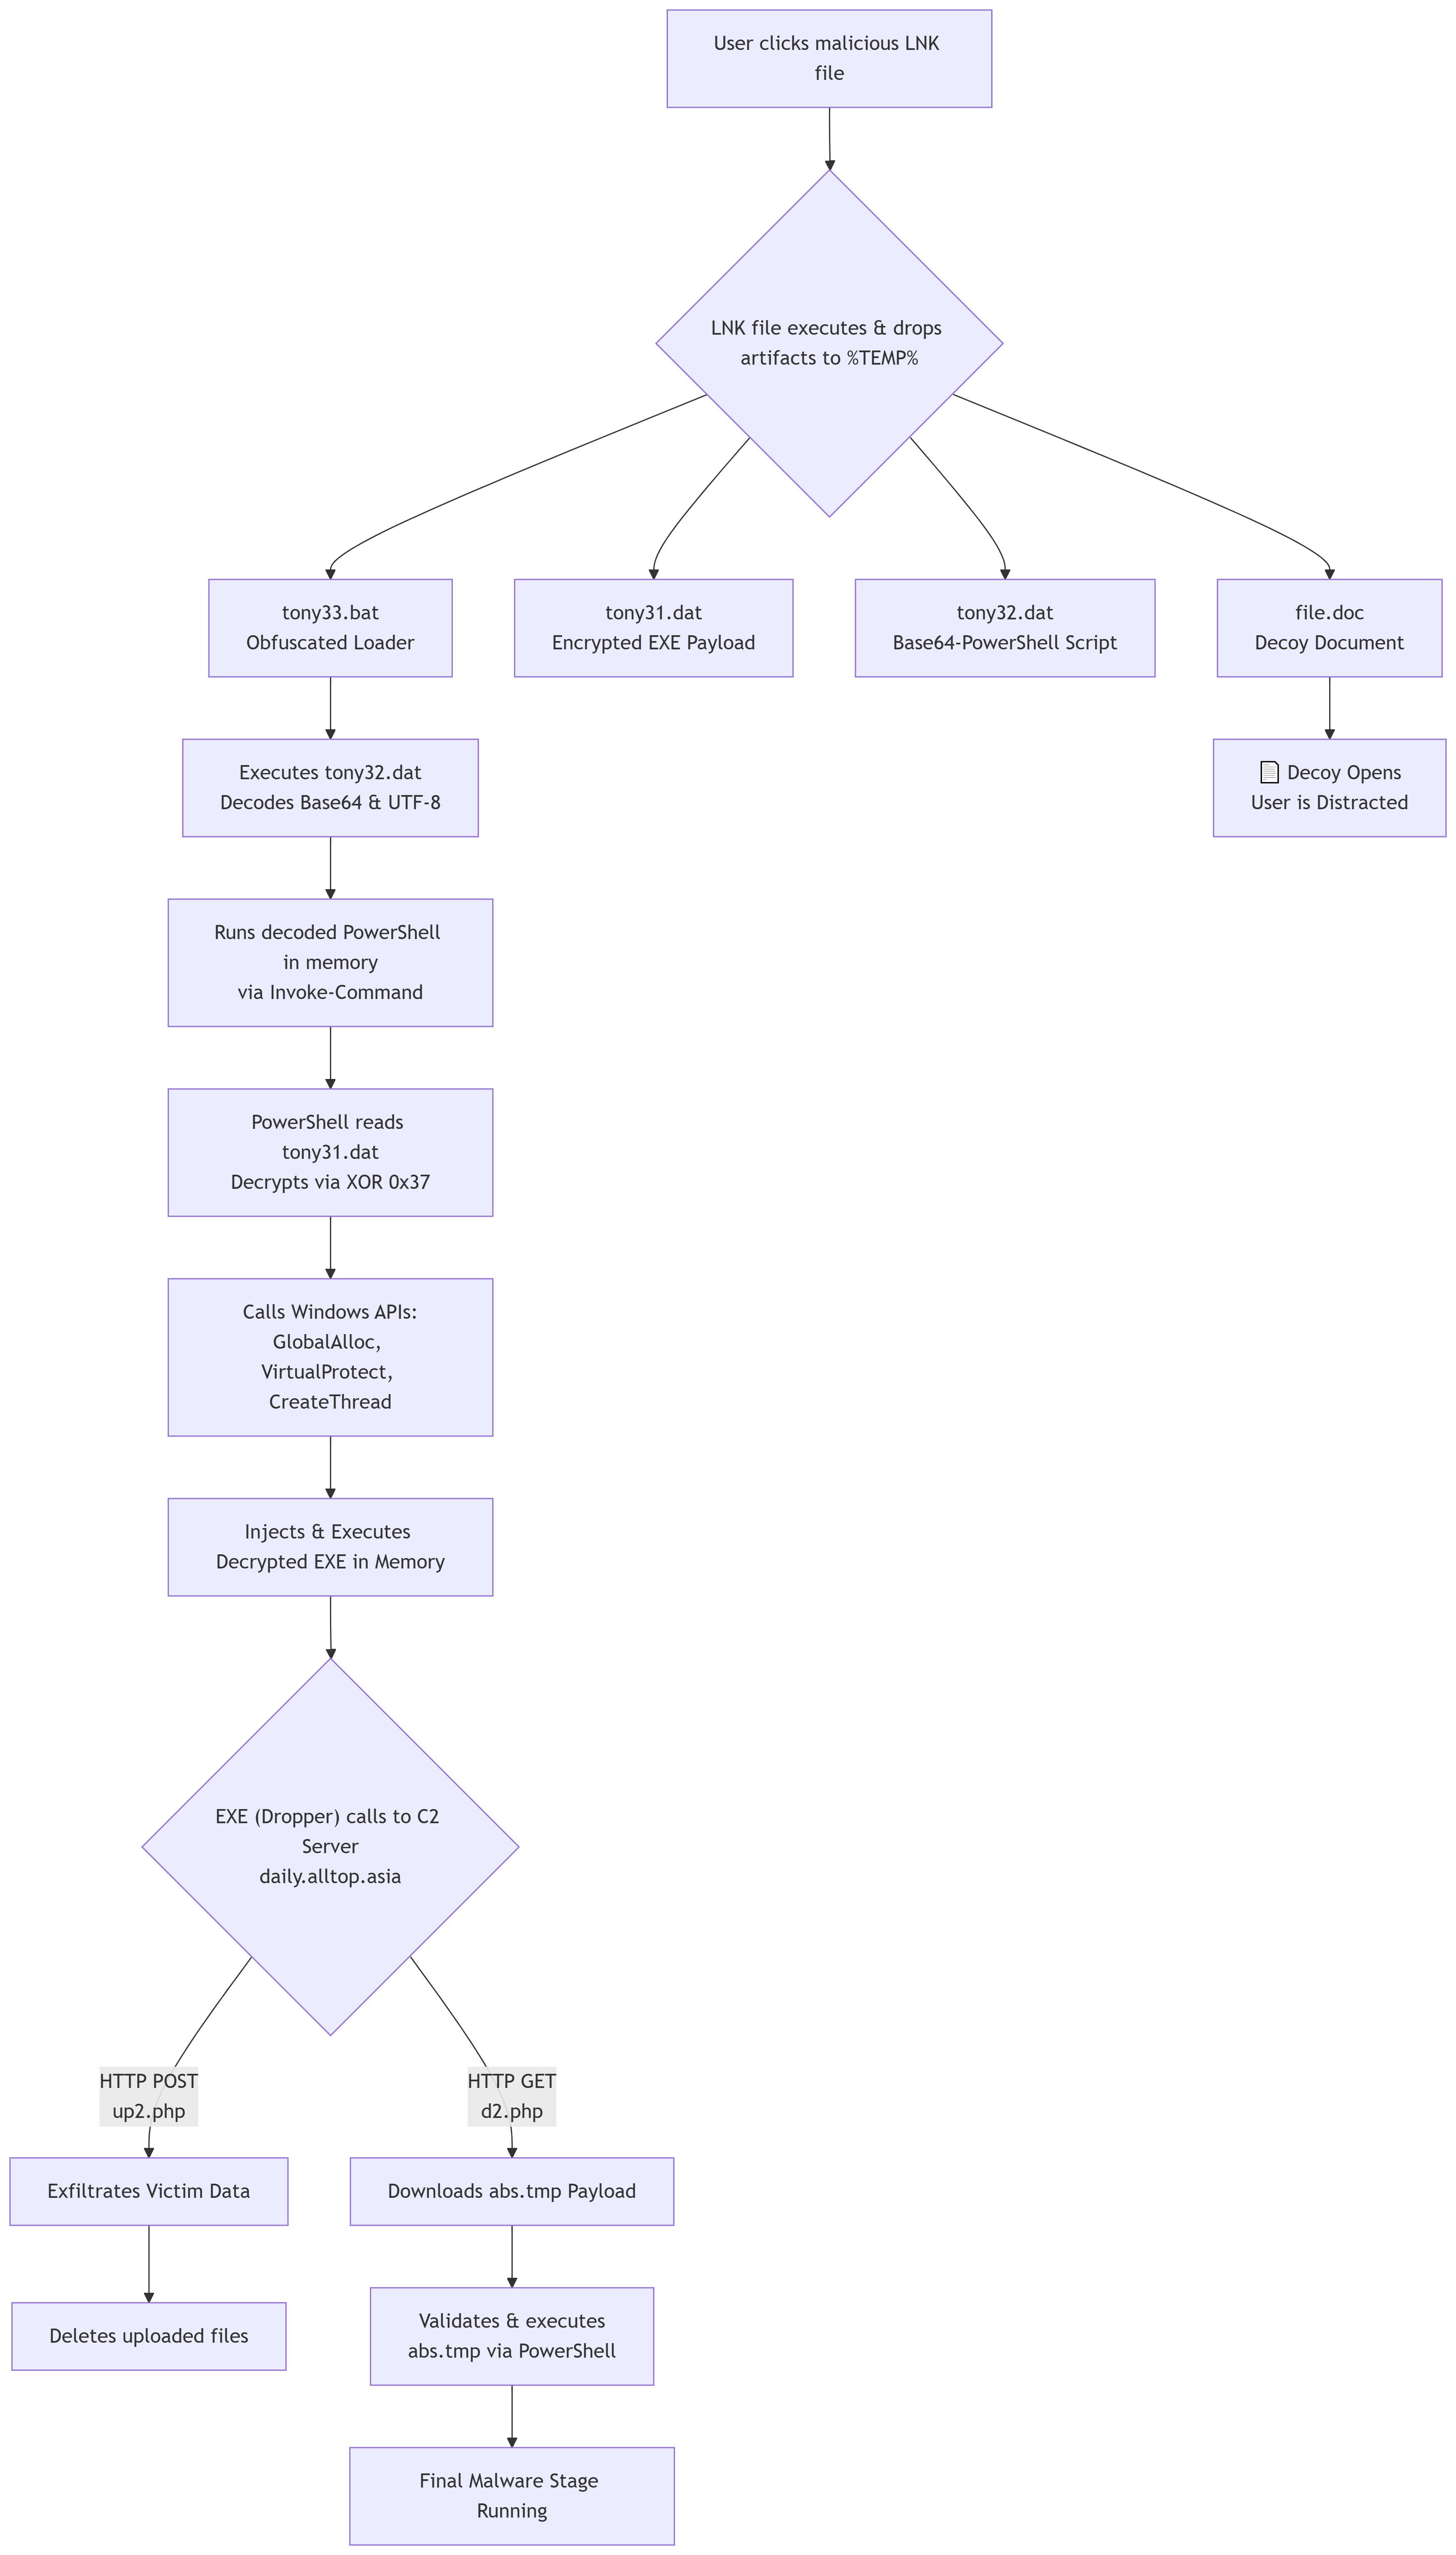 User clicks malicious LNK
file
LNK file executes & drops
artifacts to %TEMP%
tony33.bat
Obfuscated Loader
tony31.dat
Encrypted EXE Payload
tony32.dat
Base64-PowerShell Script
file.doc
Decoy Document
Executes tony32.dat
Decodes Base64 & UTF-8
📄 Decoy Opens
User is Distracted
Runs decoded PowerShell
in memory
via Invoke-Command
PowerShell reads
tony31.dat
Decrypts via XOR 0x37
Calls Windows APIs:
GlobalAlloc,
VirtualProtect,
CreateThread
Injects & Executes
Decrypted EXE in Memory
EXE (Dropper) calls to C2
Server
daily.alltop.asia
HTTP POST
up2.php
HTTP GET
d2.php
Exfiltrates Victim Data
Downloads abs.tmp Payload
Deletes uploaded files
Validates & executes
abs.tmp via PowerShell
Final Malware Stage
Running